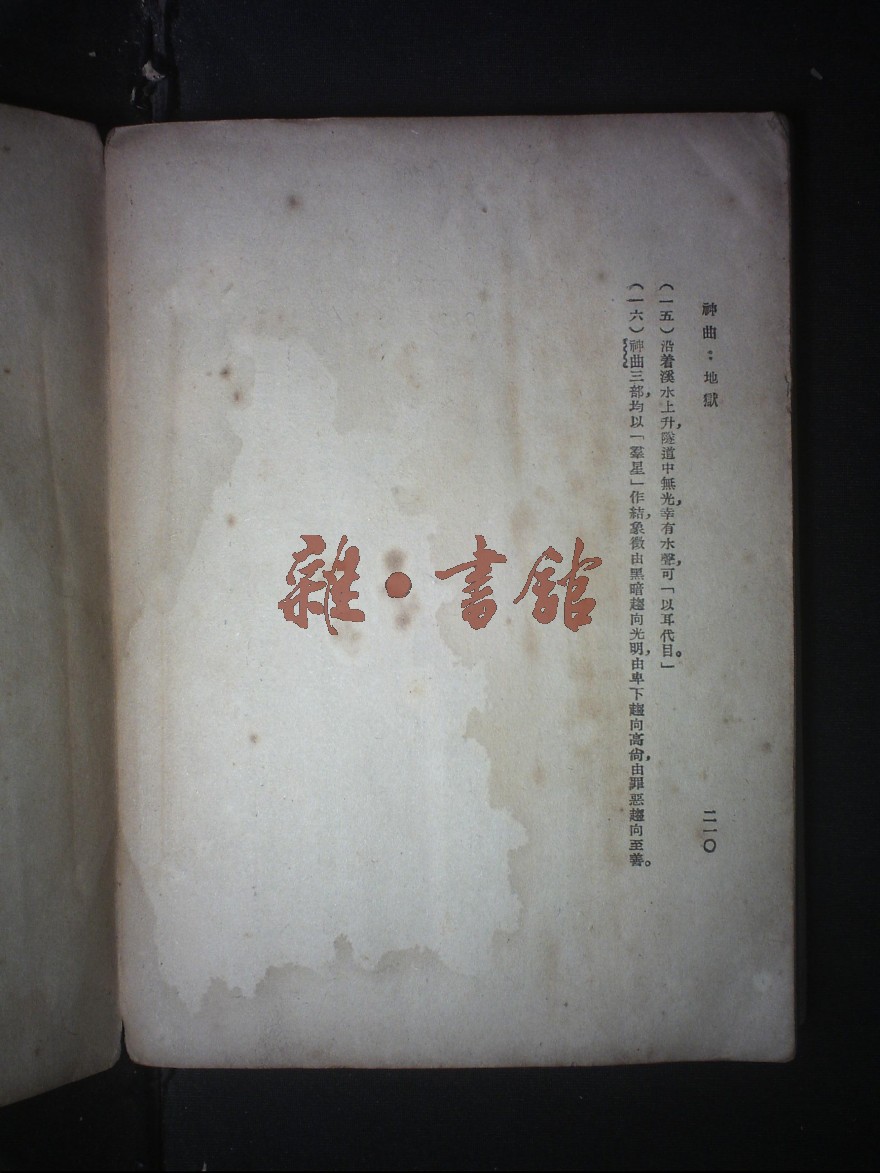 神曲：地獄
二一〇
（一五）沿着溪水上升，隧道中無光，幸有水聲，可「以耳代目。」
（一六）神曲三部，均以「羣星」作結，象徵由黑暗趨向光明，由卑下趨向高尙，由罪惡趨向至善。
雜·書館